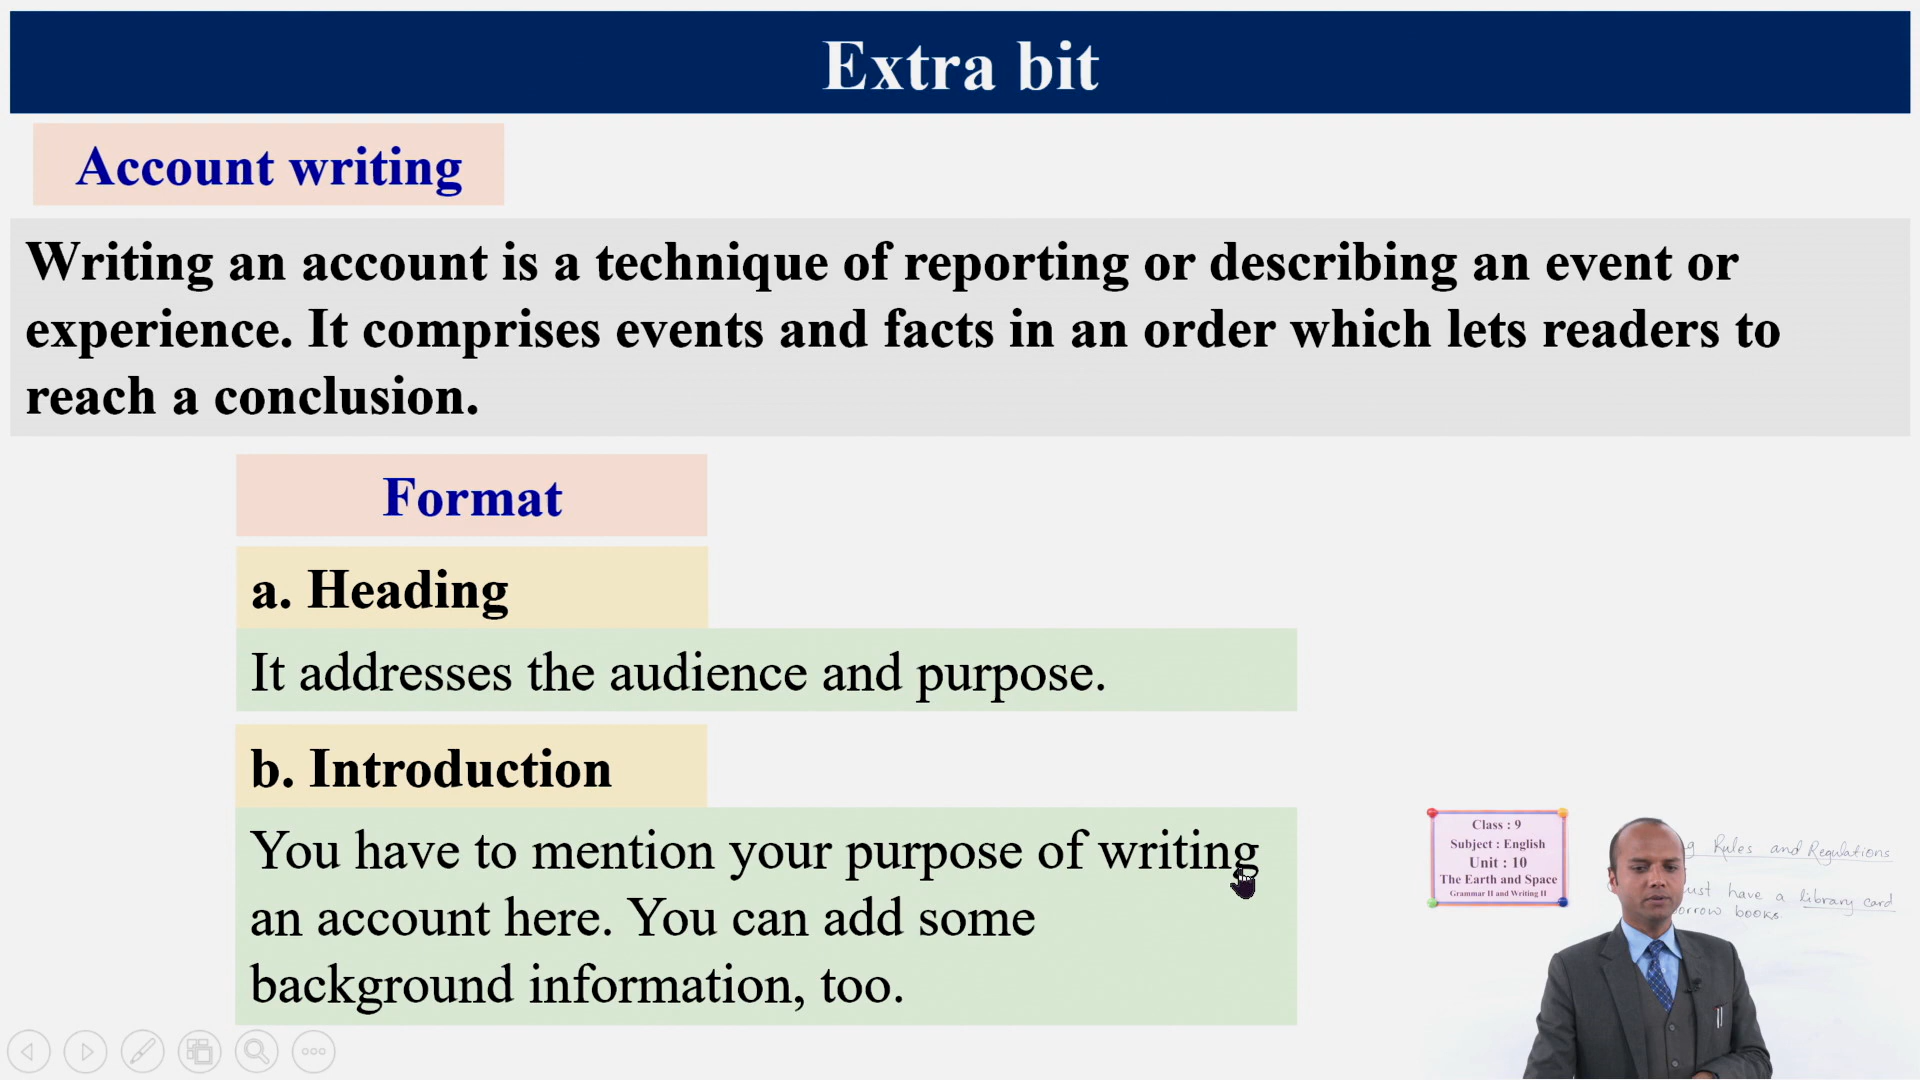 Extra bit
Account writing
Writing an account is a technique of reporting or describing an event or
experience. It comprises events and facts in an order which lets readers to
reach a conclusion.
Format
a. Heading
It addresses the audience and purpose.
b. Introduction
You have to mention your purpose of writing
an account here. You can add some
background information, too.
Class : 9
Subject : English
Unit : 10
The Earth and Space
Grammar II and Writing II
Rules and Regulations
have a library card
books.